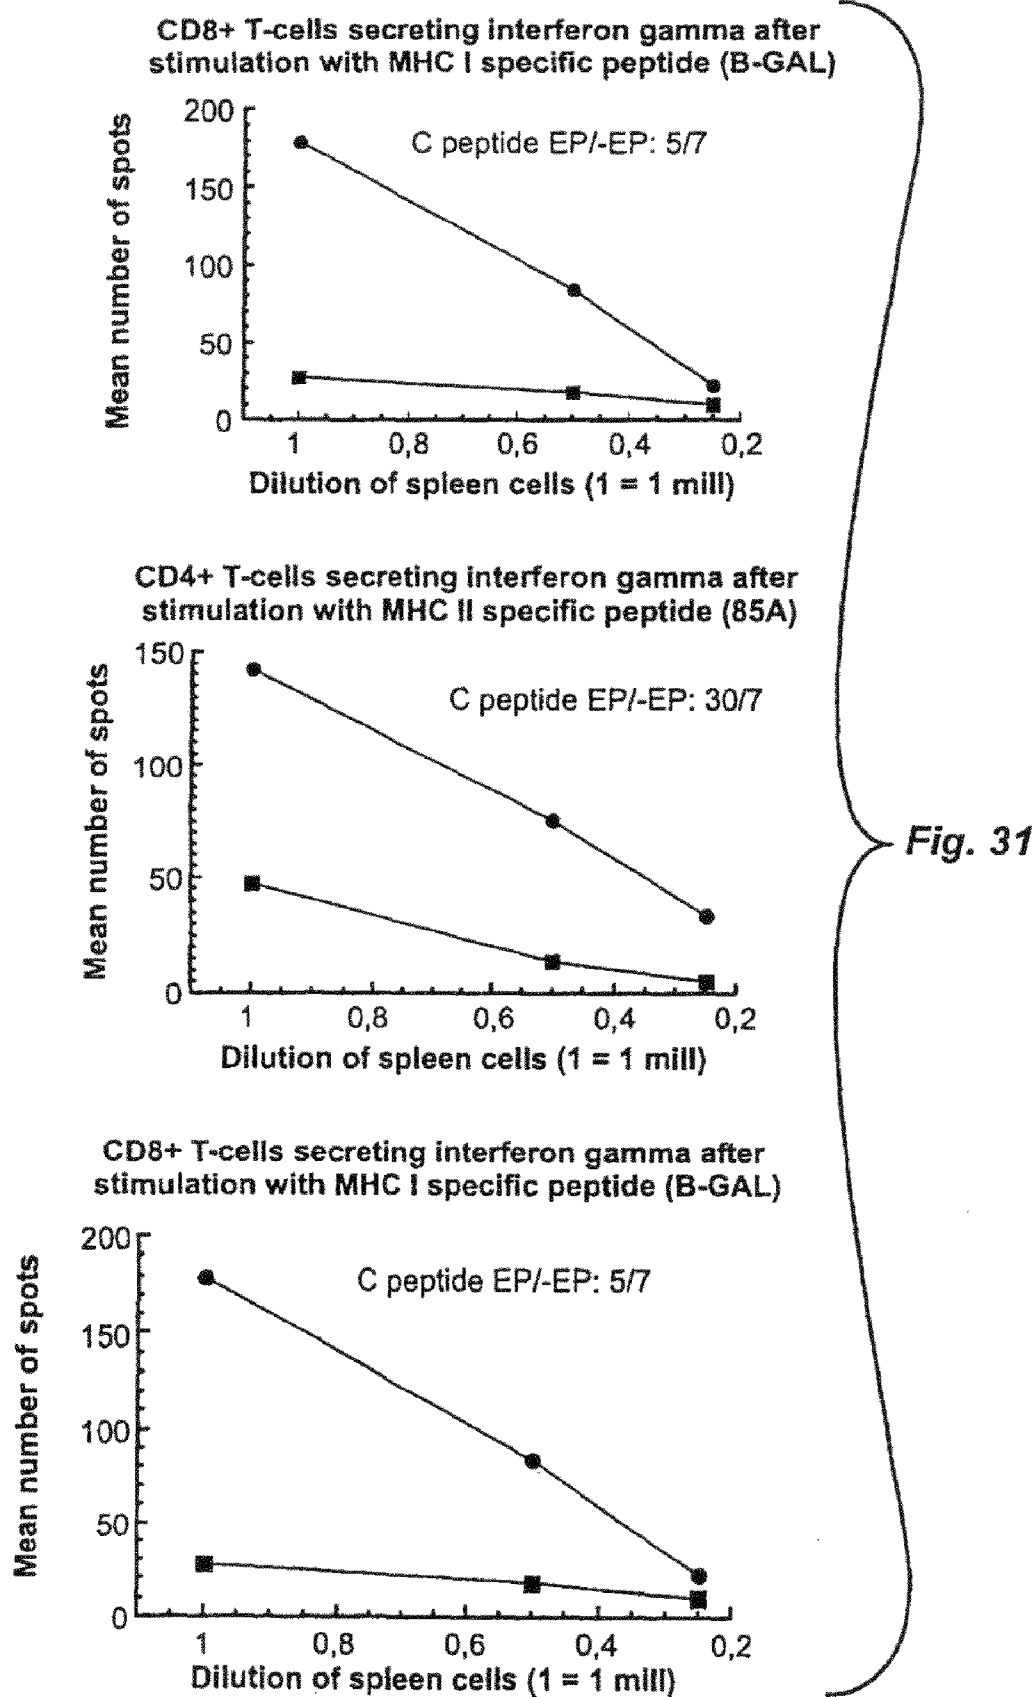 CD8+ T-cells secreting interferon gamma after
stimulation with MHC I specific peptide (B-GAL)
Mean number of spots
200
150
100
50
0
C peptide EP/-EP: 5/7
1 0,8 0,6 0,4 0,2
Dilution of spleen cells (1 = 1 mill)
CD4+ T-cells secreting interferon gamma after
stimulation with MHC II specific peptide (85A)
Mean number of spots
150
100
50
0
C peptide EP/-EP: 30/7
1 0,8 0,6 0,4 0,2
Dilution of spleen cells (1 = 1 mill)
Fig. 31
CD8+ T-cells secreting interferon gamma after
stimulation with MHC I specific peptide (B-GAL)
Mean number of spots
200
150
100
50
0
C peptide EP/-EP: 5/7
1 0,8 0,6 0,4 0,2
Dilution of spleen cells (1 = 1 mill)